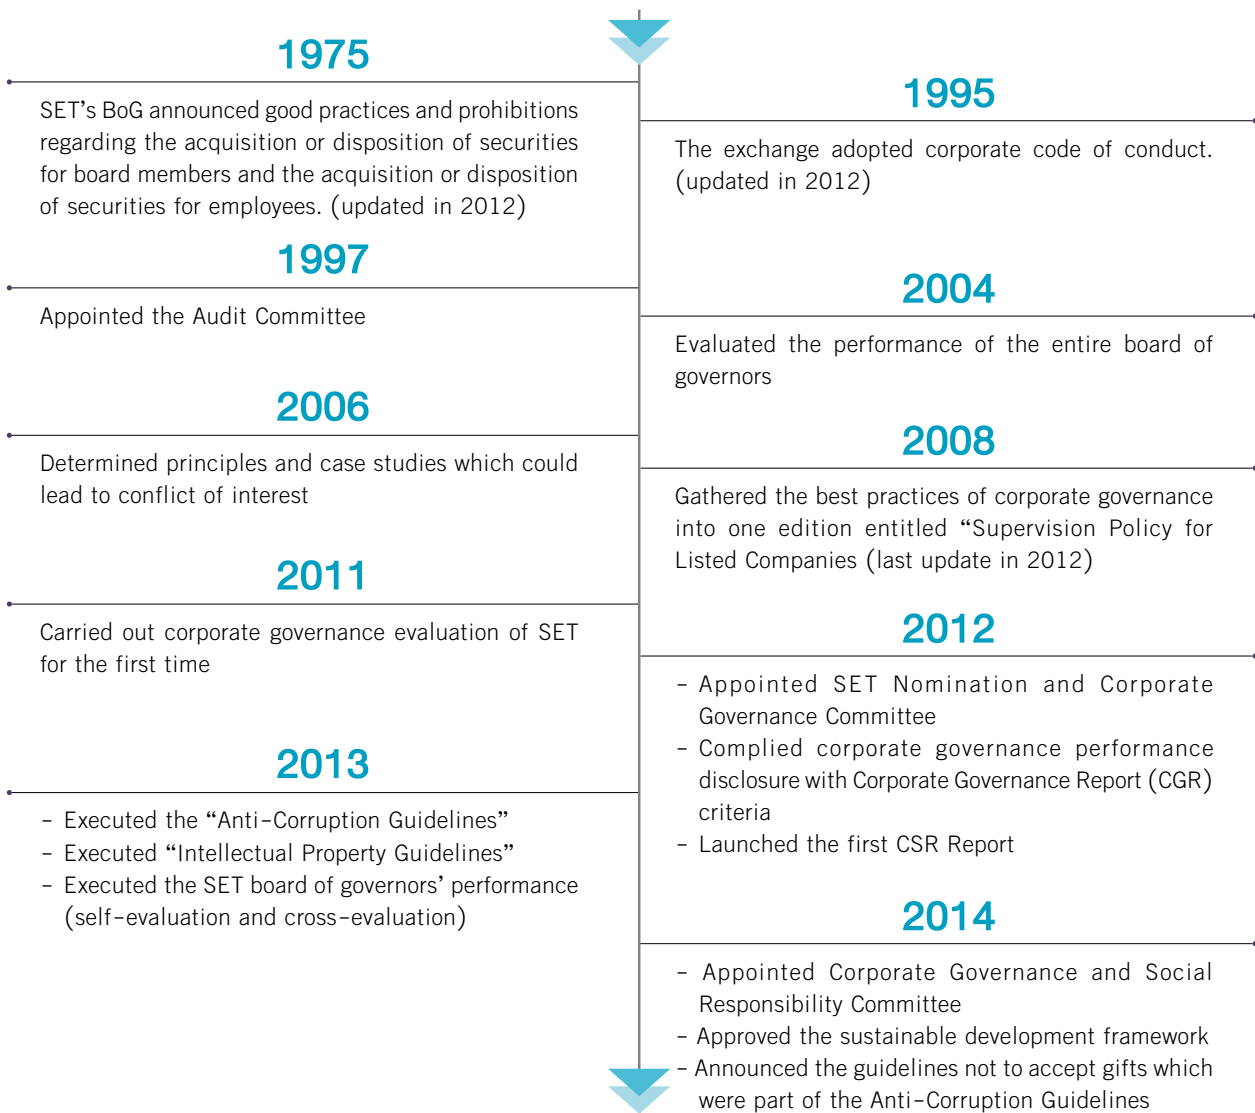 1975
SET's BoG announced good practices and prohibitions
regarding the acquisition or disposition of securities
for board members and the acquisition or disposition
of securities for employees. (updated in 2012)
1995
The exchange adopted corporate code of conduct.
(updated in 2012)
1997
Appointed the Audit Committee
2004
Evaluated the performance of the entire board of
governors
2006
Determined principles and case studies which could
lead to conflict of interest
2008
Gathered the best practices of corporate governance
into one edition entitled “Supervision Policy for
Listed Companies (last update in 2012)
2011
Carried out corporate governance evaluation of SET
for the first time
2012
- Appointed SET Nomination and Corporate
Governance Committee
- Complied corporate governance performance
disclosure with Corporate Governance Report (CGR)
criteria
- Launched the first CSR Report
2013
- Executed the “Anti-Corruption Guidelines”
- Executed “Intellectual Property Guidelines”
- Executed the SET board of governors' performance
(self-evaluation and cross-evaluation)
2014
- Appointed Corporate Governance and Social
Responsibility Committee
- Approved the sustainable development framework
- Announced the guidelines not to accept gifts which
were part of the Anti-Corruption Guidelines